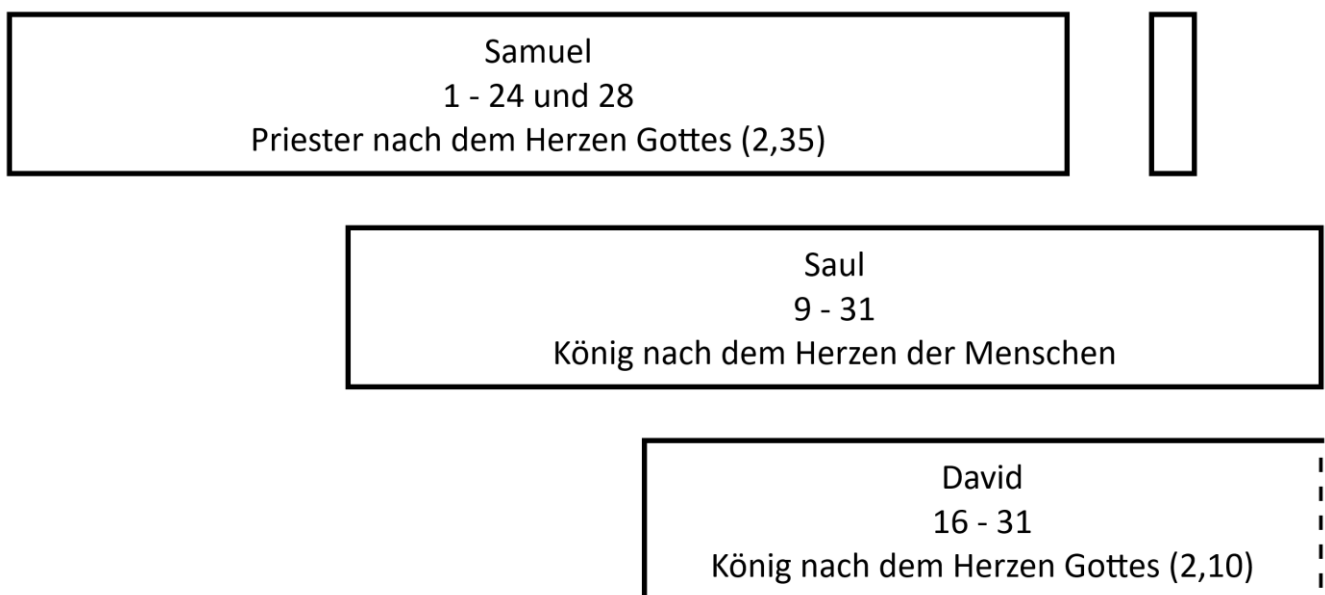 Samuel
1 - 24 und 28
Priester nach dem Herzen Gottes (2,35)
Saul
9 - 31
König nach dem Herzen der Menschen
David
16 - 31
König nach dem Herzen Gottes (2,10)